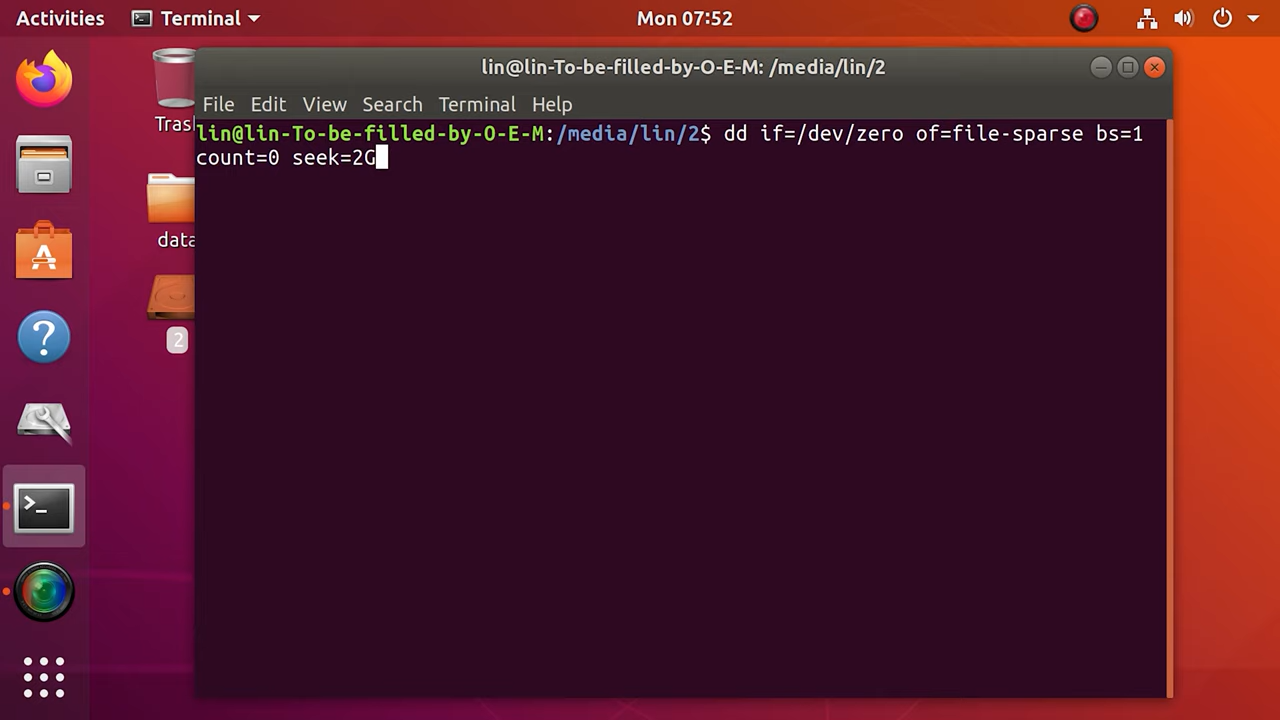 Activities Terminal Mon 07:52
lin@lin-To-be-filled-by-O-E-M: /media/lin/2
File Edit View Search Terminal Help
lin@lin-To-be-filled-by-O-E-M:/media/lin/2$ dd if=/dev/zero of=file-sparse bs=1
count=0 seek=2G
Trash
data
2